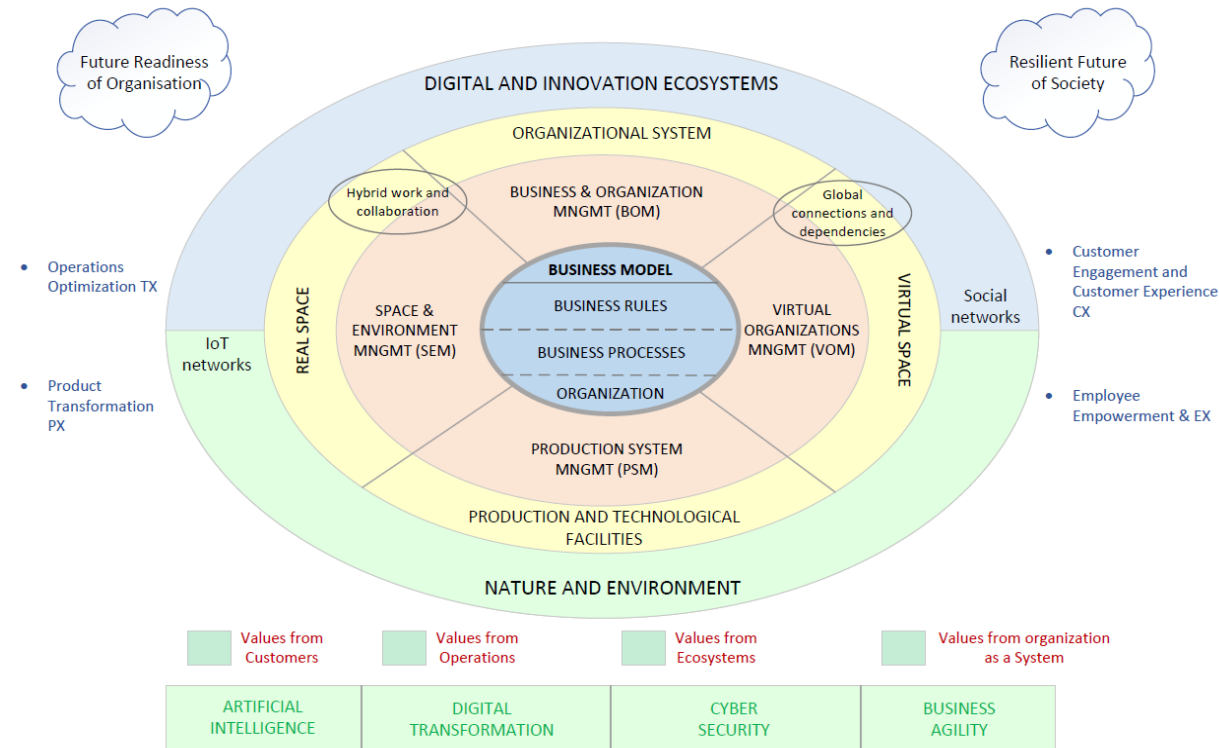 Future Readiness
of Organisation
Resilient Future
of Society
DIGITAL AND INNOVATION ECOSYSTEMS
ORGANIZATIONAL SYSTEM
Hybrid work and
collaboration
BUSINESS & ORGANIZATION
MNGMT (BOM)
Global
connections and
dependencies
• Operations
Optimization TX
• Customer
Engagement and
Customer Experience
CX
BUSINESS MODEL
BUSINESS RULES
BUSINESS PROCESSES
ORGANIZATION
REAL SPACE
SPACE &
ENVIRONMENT
MNGMT (SEM)
VIRTUAL
ORGANIZATIONS
MNGMT (VOM)
VIRTUAL SPACE
Social
networks
IoT
networks
• Product
Transformation
PX
• Employee
Empowerment & EX
PRODUCTION SYSTEM
MNGMT (PSM)
PRODUCTION AND TECHNOLOGICAL
FACILITIES
NATURE AND ENVIRONMENT
Values from
Customers
Values from
Operations
Values from
Ecosystems
Values from organization
as a System
ARTIFICIAL
INTELLIGENCE
DIGITAL
TRANSFORMATION
CYBER
SECURITY
BUSINESS
AGILITY